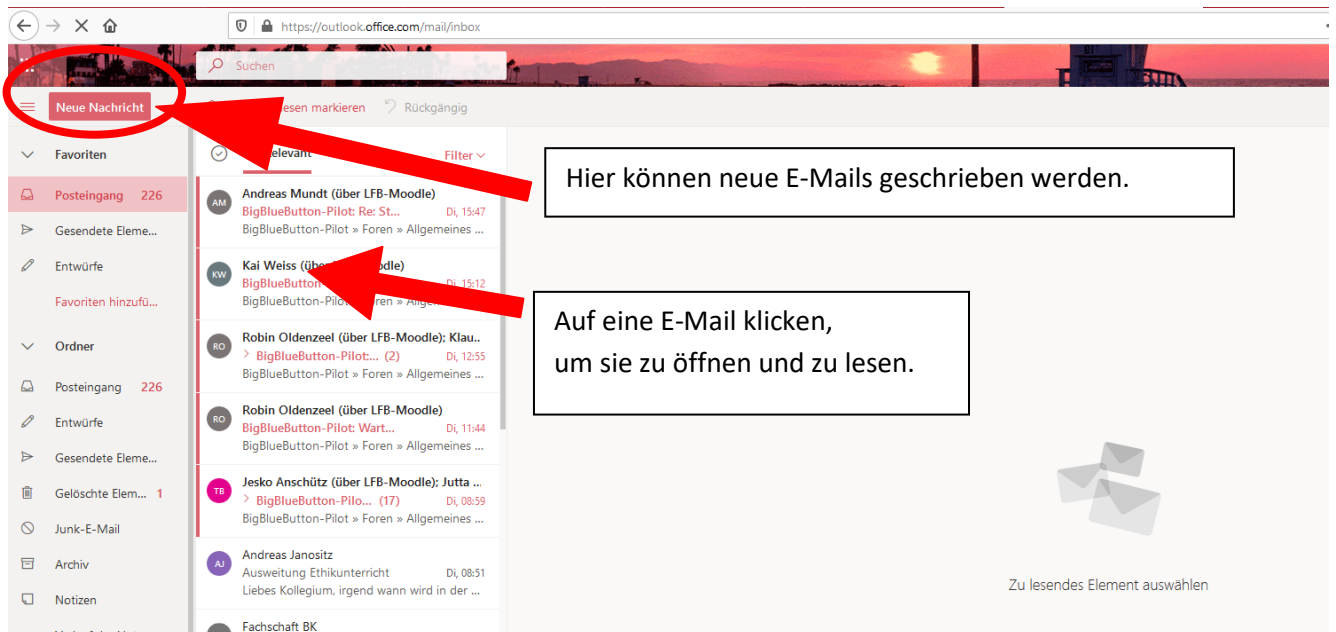 https://outlook.office.com/mail/inbox
Suchen
Neue Nachricht
esen markieren
Rückgängig
Favoriten
Posteingang 226
Gesendete Eleme...
Entwürfe
Favoriten hinzufü...
Ordner
Posteingang 226
Entwürfe
Gesendete Eleme...
Gelöschte Elem... 1
Junk-E-Mail
Archiv
Notizen
elevant
Filter
AM
Andreas Mundt (über LFB-Moodle)
BigBlueButton-Pilot: Re: St... Di, 15:47
BigBlueButton-Pilot » Foren » Allgemeines ...
KW
Kai Weiss (über odle)
BigBlueButton Di, 15:12
BigBlueButton-Pilot ren » Allge
RO
Robin Oldenzeel (über LFB-Moodle); Klau..
> BigBlueButton-Pilot:... (2) Di, 12:55
BigBlueButton-Pilot » Foren » Allgemeines ...
RO
Robin Oldenzeel (über LFB-Moodle)
BigBlueButton-Pilot: Wart... Di, 11:44
BigBlueButton-Pilot » Foren » Allgemeines ...
TB
Jesko Anschütz (über LFB-Moodle); Jutta ...
> BigBlueButton-Pilo... (17) Di, 08:59
BigBlueButton-Pilot » Foren » Allgemeines ...
AJ
Andreas Janositz
Ausweitung Ethikunterricht Di, 08:51
Liebes Kollegium, irgend wann wird in der ...
Fachschaft BK
Hier können neue E-Mails geschrieben werden.
Auf eine E-Mail klicken,
um sie zu öffnen und zu lesen.
Zu lesendes Element auswählen